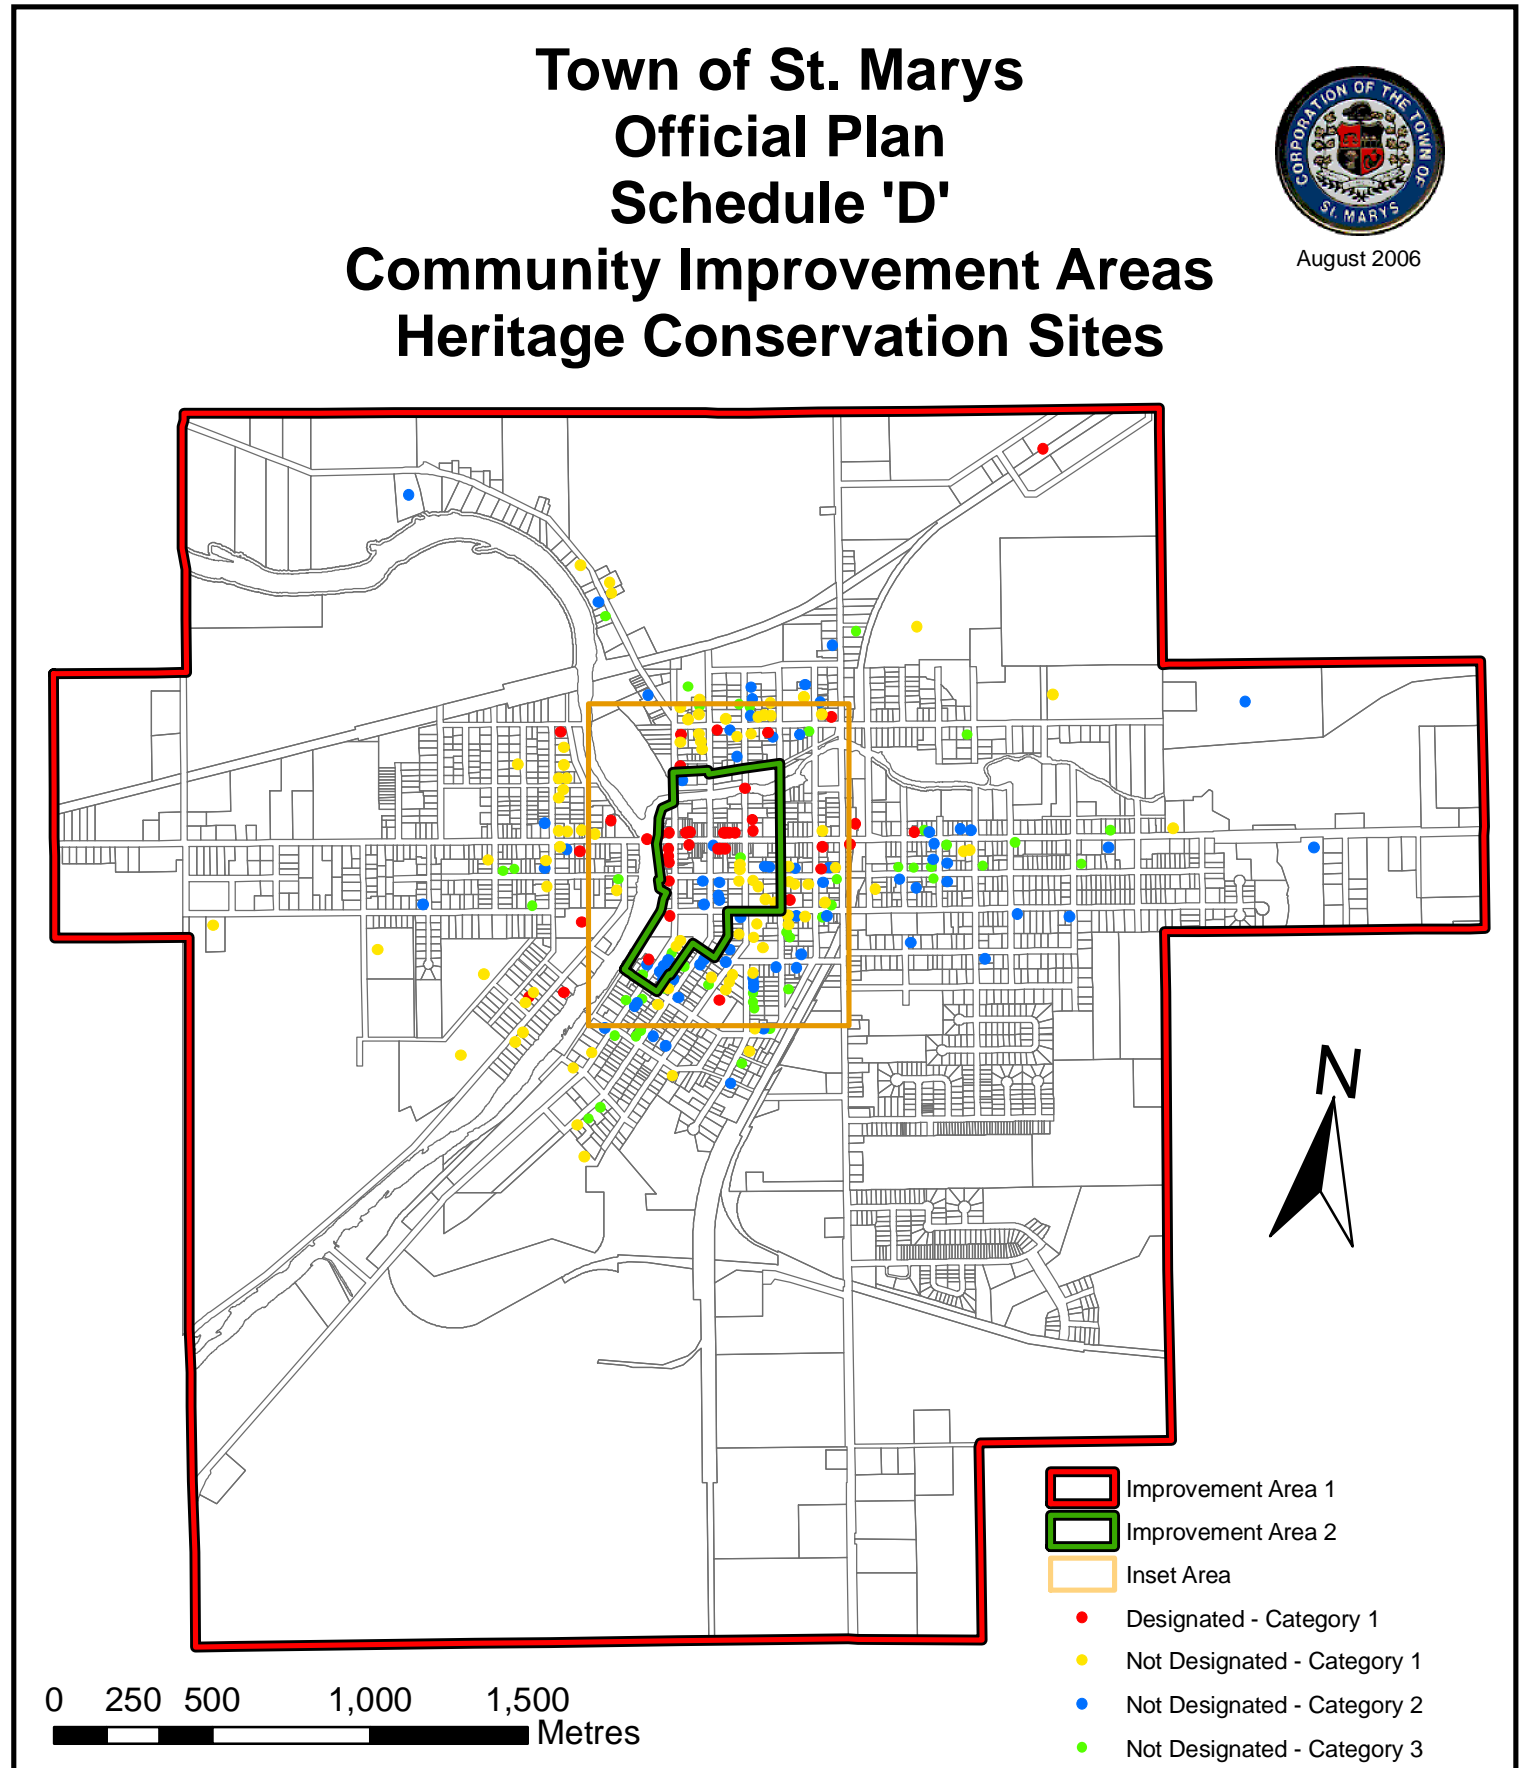 Town of St. Marys
Official Plan
Schedule 'D'
Community Improvement Areas
Heritage Conservation Sites
CORPORATION OF THE TOWN OF
St. MARYS
August 2006
N
Improvement Area 1
Improvement Area 2
Inset Area
Designated - Category 1
Not Designated - Category 1
Not Designated - Category 2
Not Designated - Category 3
0 250 500 1,000 1,500
Metres